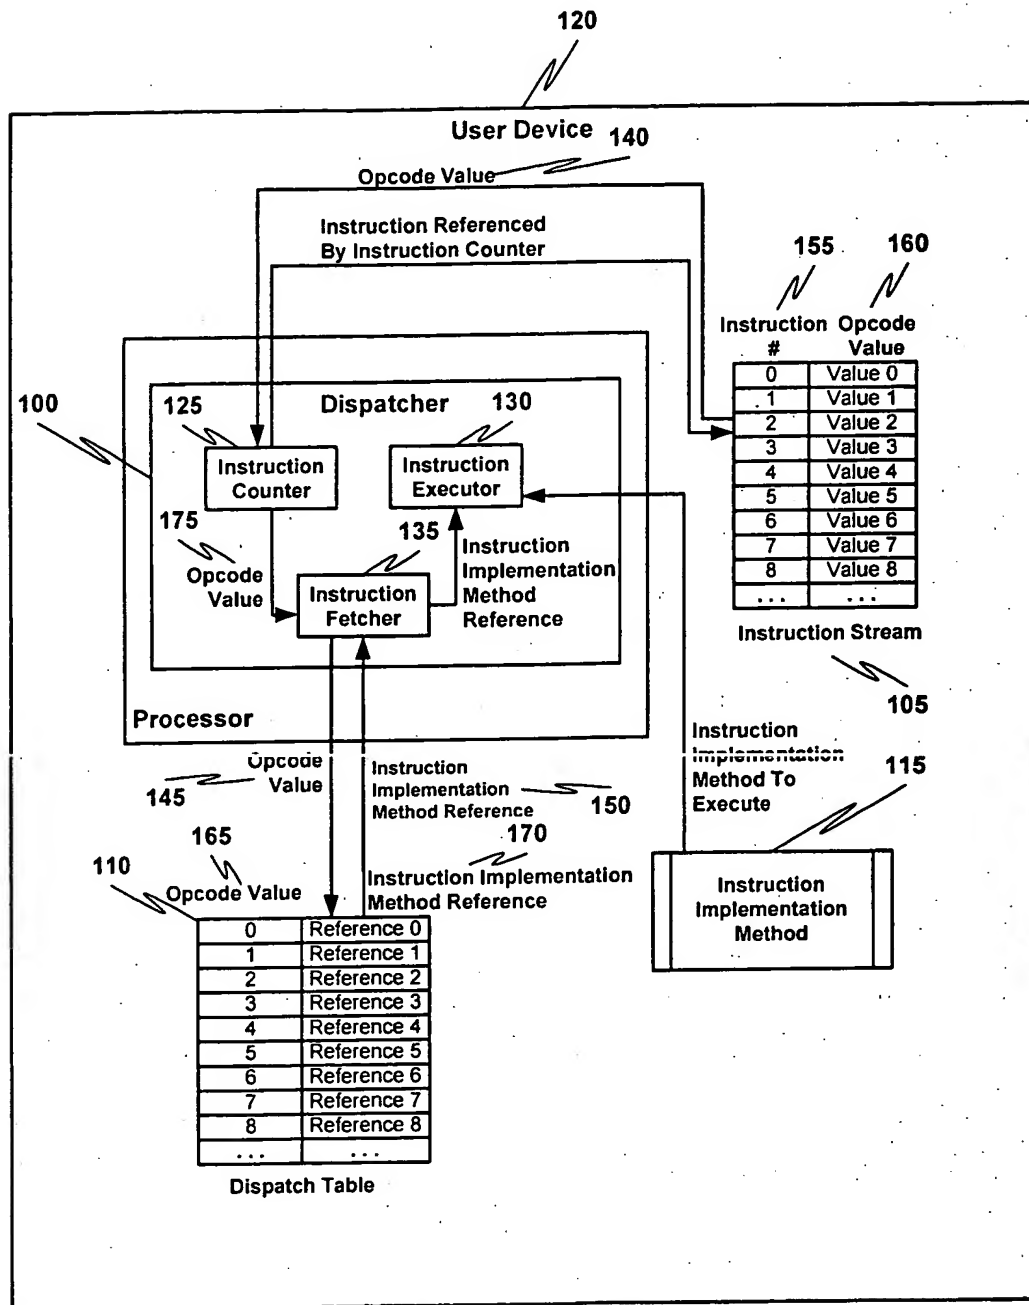 120
User Device
140
Opcode Value
Instruction Referenced
By Instruction Counter
155
160
Instruction
#
Opcode
Value
0 Value 0
1 Value 1
2 Value 2
3 Value 3
4 Value 4
5 Value 5
6 Value 6
7 Value 7
8 Value 8
... ...
Instruction Stream
105
100
Dispatcher
125
130
Instruction
Counter
Instruction
Executor
175
Opcode
Value
135
Instruction
Fetcher
Instruction
Implementation
Method
Reference
Processor
Opcode
Value
145
Instruction
Implementation
Method Reference
150
Instruction
Implementation
Method To
Execute
115
Instruction
Implementation
Method
165
170
110
Opcode Value
Instruction Implementation
Method Reference
0 Reference 0
1 Reference 1
2 Reference 2
3 Reference 3
4 Reference 4
5 Reference 5
6 Reference 6
7 Reference 7
8 Reference 8
... ...
Dispatch Table